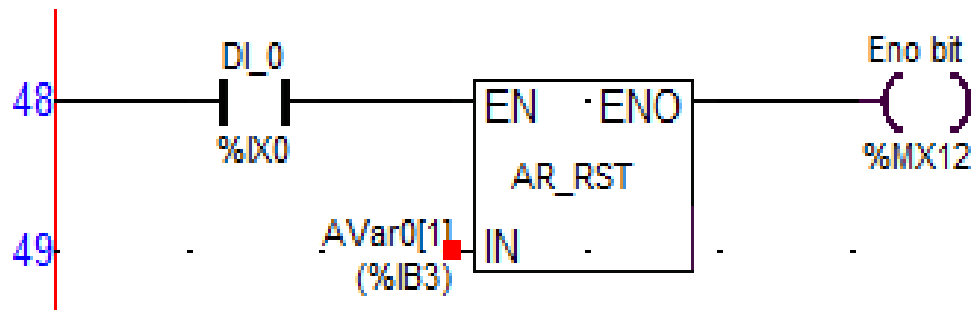 DI_0
Eno bit
48
EN
ENO
%IX0
%MX12
AR_RST
49
AVar0[1]
IN
(%IB3)